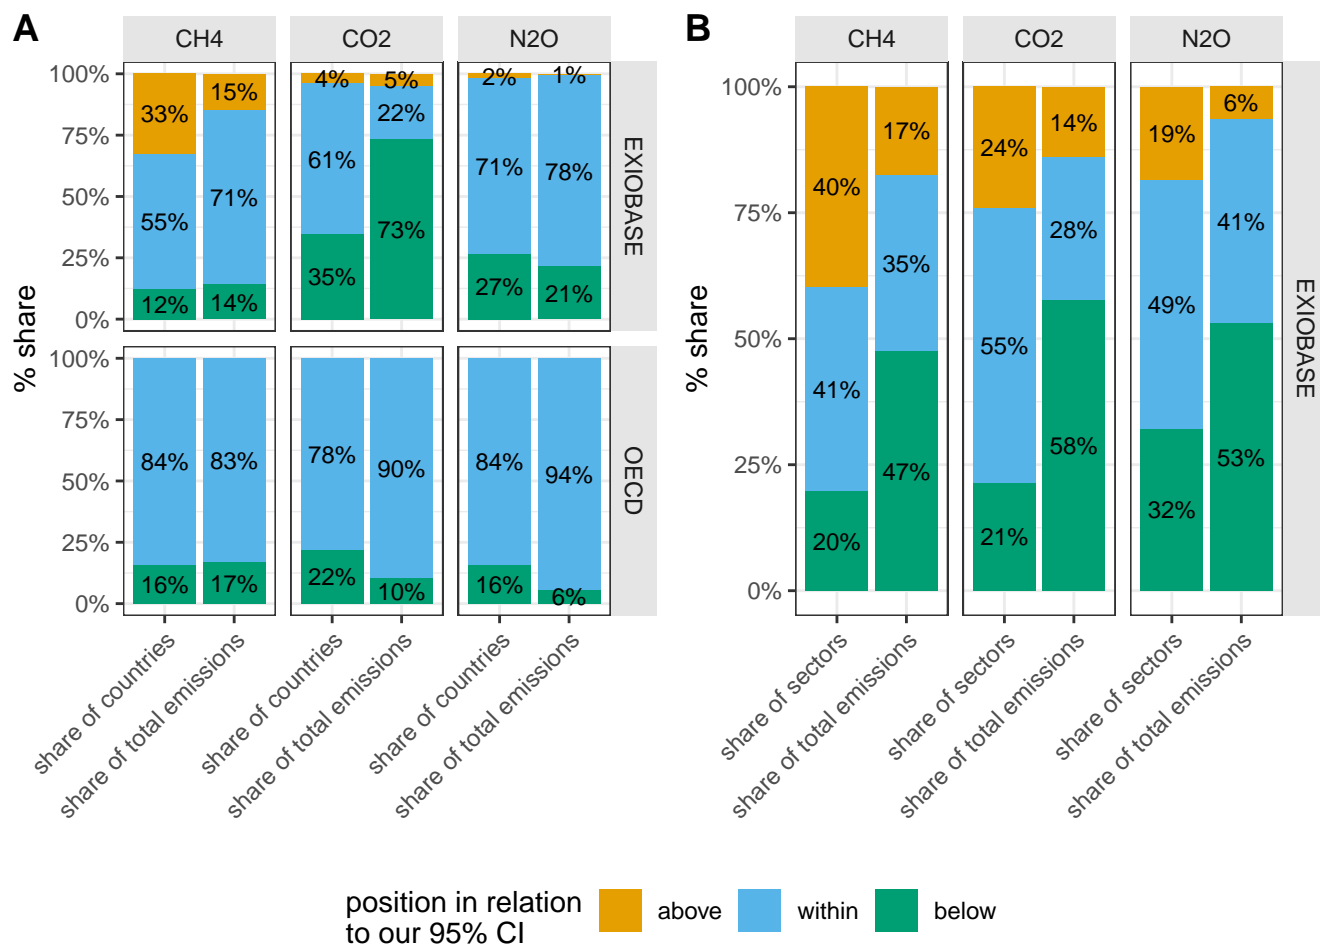 A
CH4
CO2
N2O
% share
100%
75%
50%
25%
0%
33%
55%
12%
15%
71%
14%
4%
61%
35%
5%
22%
73%
2%
71%
27%
1%
78%
21%
EXIOBASE
100%
75%
50%
25%
0%
84%
16%
83%
17%
78%
22%
90%
10%
84%
16%
94%
6%
OECD
share of countries
share of total emissions
share of countries
share of total emissions
share of countries
share of total emissions
B
CH4
CO2
N2O
% share
100%
75%
50%
25%
0%
40%
41%
20%
17%
35%
47%
24%
55%
21%
14%
28%
58%
19%
49%
32%
6%
41%
53%
EXIOBASE
share of sectors
share of total emissions
share of sectors
share of total emissions
share of sectors
share of total emissions
position in relation
to our 95% CI
above
within
below